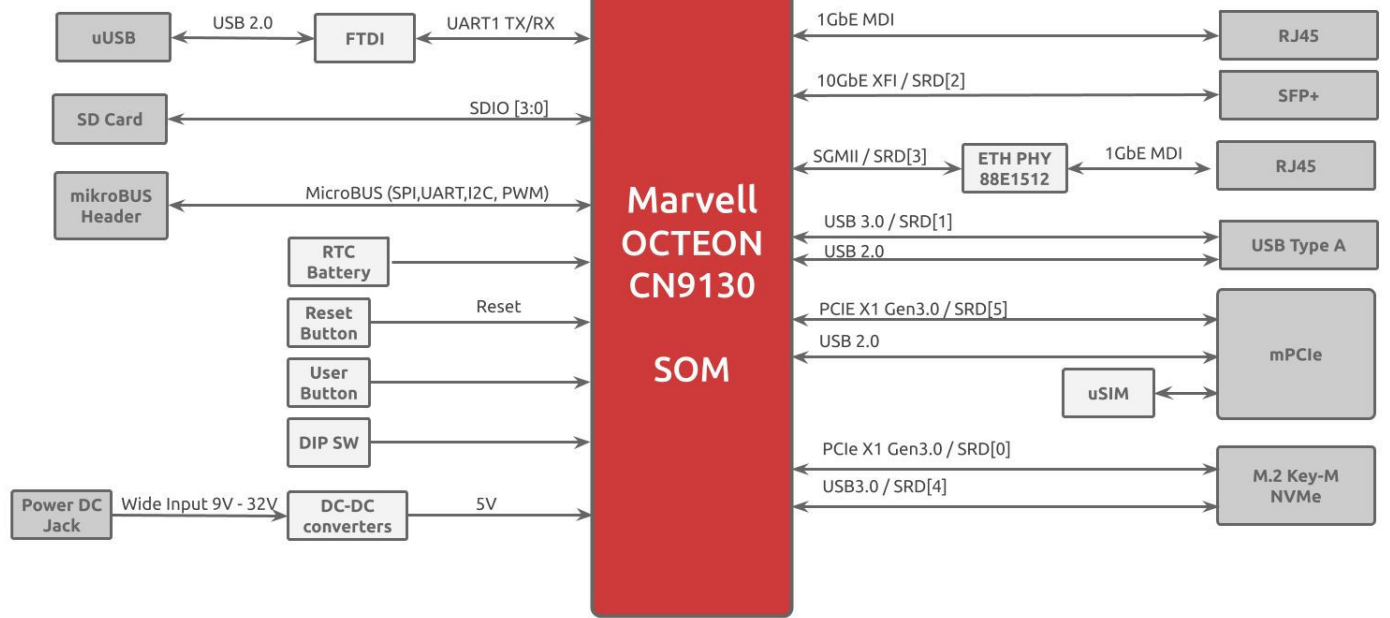 uUSB
USB 2.0
FTDI
UART1 TX/RX
SD Card
SDIO [3:0]
mikroBUS
Header
MicroBUS (SPI,UART,I2C, PWM)
RTC
Battery
Reset
Button
Reset
User
Button
DIP SW
Power DC
Jack
Wide Input 9V - 32V
DC-DC
converters
5V
Marvell
OCTEON
CN9130
SOM
1GbE MDI
RJ45
10GbE XFI / SRD[2]
SFP+
SGMII / SRD[3]
ETH PHY
88E1512
1GbE MDI
RJ45
USB 3.0 / SRD[1]
USB 2.0
USB Type A
PCIE X1 Gen3.0 / SRD[5]
USB 2.0
mPCIe
uSIM
PCIe X1 Gen3.0 / SRD[0]
USB3.0 / SRD[4]
M.2 Key-M
NVMe